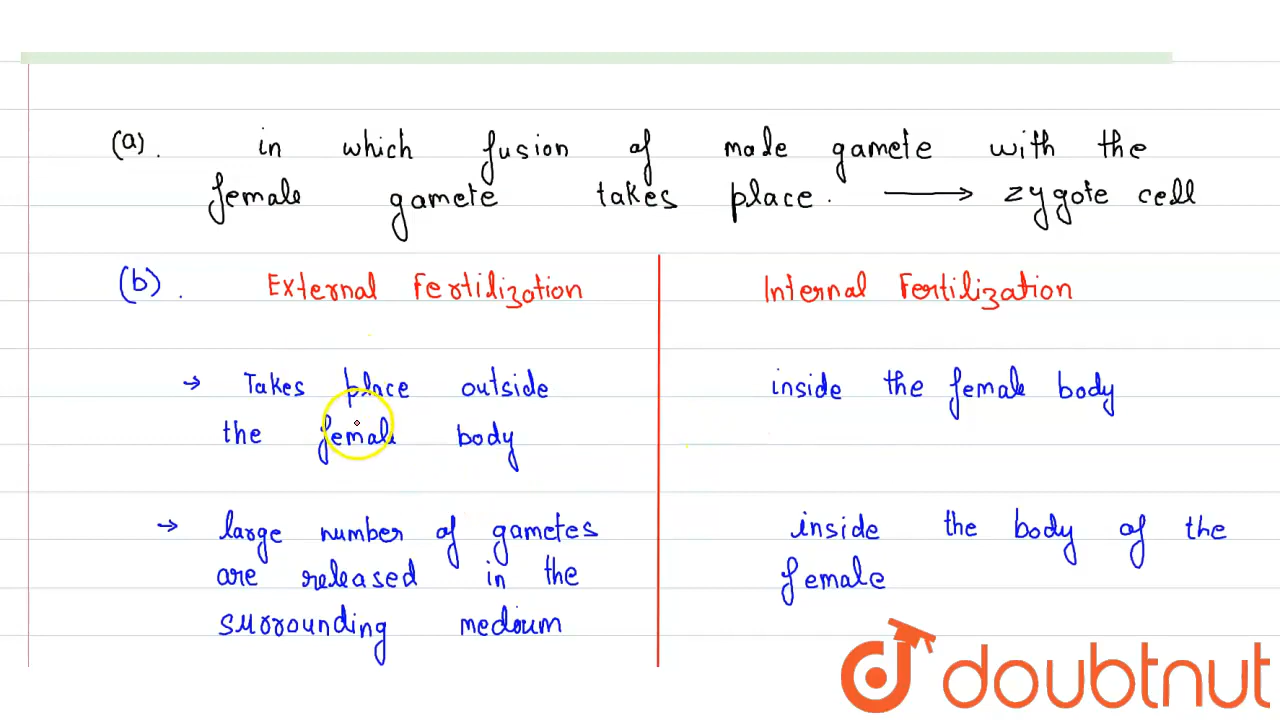 (a). in which fusion of male gamete with the
female gamete takes place. → zygote cell
(b). External Fertilization
Internal Fertilization
→ Takes place outside
the female body
inside the female body
→ large number of gametes
are released in the
surrounding medium
inside the body of the
female
doubtnut